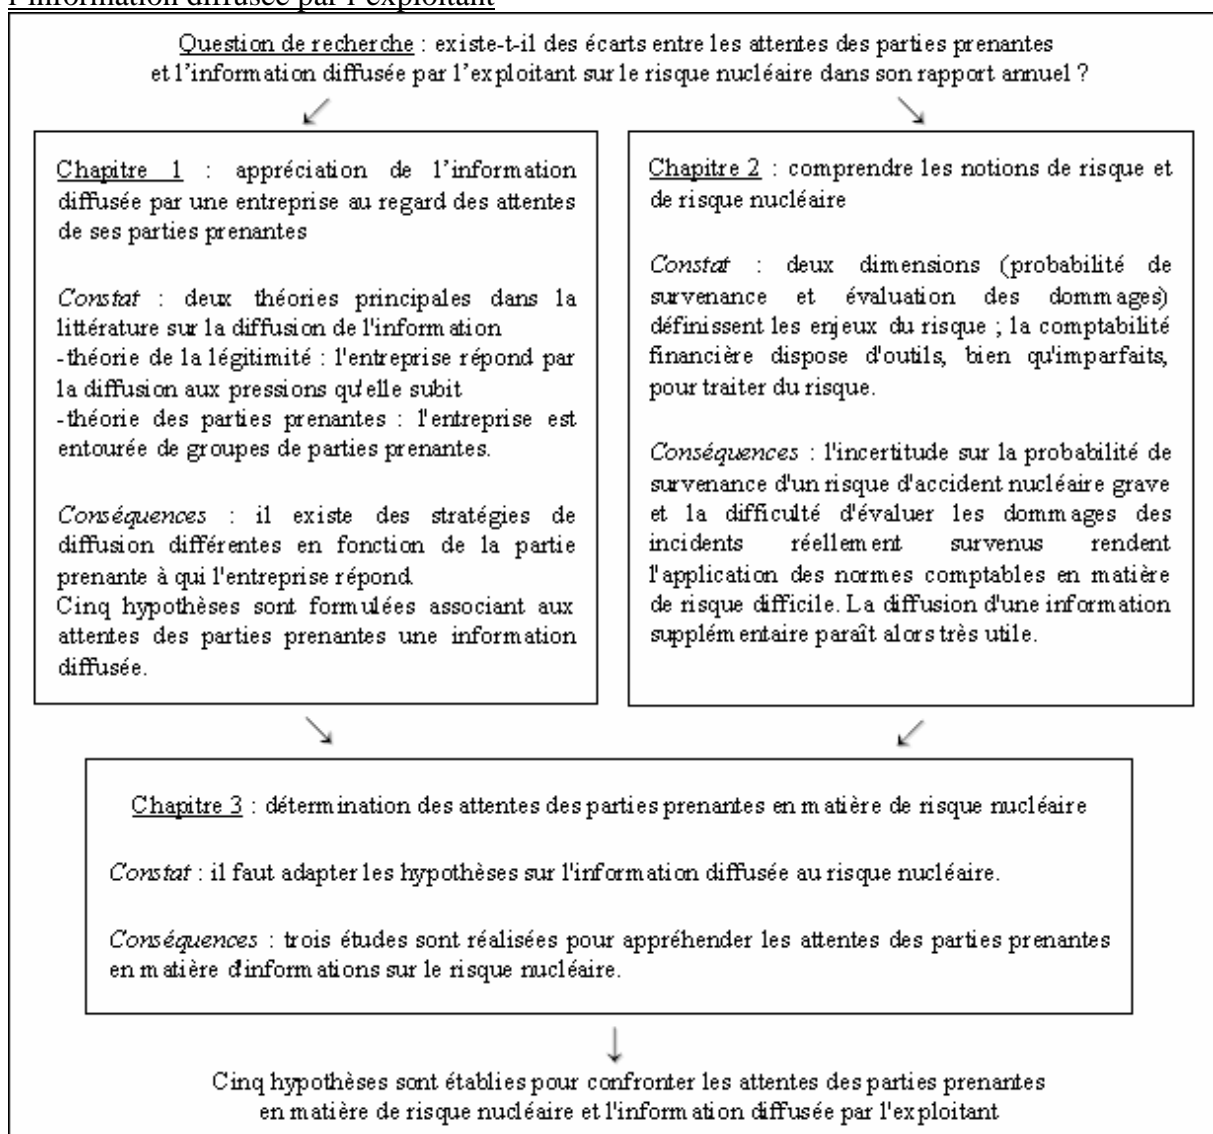 l'information diffusée par l'exploitant
Question de recherche : existe-t-il des écarts entre les attentes des parties prenantes
et l'information diffusée par l'exploitant sur le risque nucléaire dans son rapport annuel ?
Chapitre 1 : appréciation de l'information
diffusée par une entreprise au regard des attentes
de ses parties prenantes
Constat : deux théories principales dans la
littérature sur la diffusion de l'information
-théorie de la légitimité : l'entreprise répond par
la diffusion aux pressions qu'elle subit
-théorie des parties prenantes : l'entreprise est
entourée de groupes de parties prenantes.
Conséquences : il existe des stratégies de
diffusion différentes en fonction de la partie
prenante à qui l'entreprise répond.
Cinq hypothèses sont formulées associant aux
attentes des parties prenantes une information
diffusée.
Chapitre 2 : comprendre les notions de risque et
de risque nucléaire
Constat : deux dimensions (probabilité de
survenance et évaluation des dommages)
définissent les enjeux du risque ; la comptabilité
financière dispose d'outils, bien qu'imparfaits,
pour traiter du risque.
Conséquences : l'incertitude sur la probabilité de
survenance d'un risque d'accident nucléaire grave
et la difficulté d'évaluer les dommages des
incidents réellement survenus rendent
l'application des normes comptables en matière
de risque difficile. La diffusion d'une information
supplémentaire paraît alors très utile.
Chapitre 3 : détermination des attentes des parties prenantes en matière de risque nucléaire
Constat : il faut adapter les hypothèses sur l'information diffusée au risque nucléaire.
Conséquences : trois études sont réalisées pour appréhender les attentes des parties prenantes
en matière d'informations sur le risque nucléaire.
Cinq hypothèses sont établies pour confronter les attentes des parties prenantes
en matière de risque nucléaire et l'information diffusée par l'exploitant